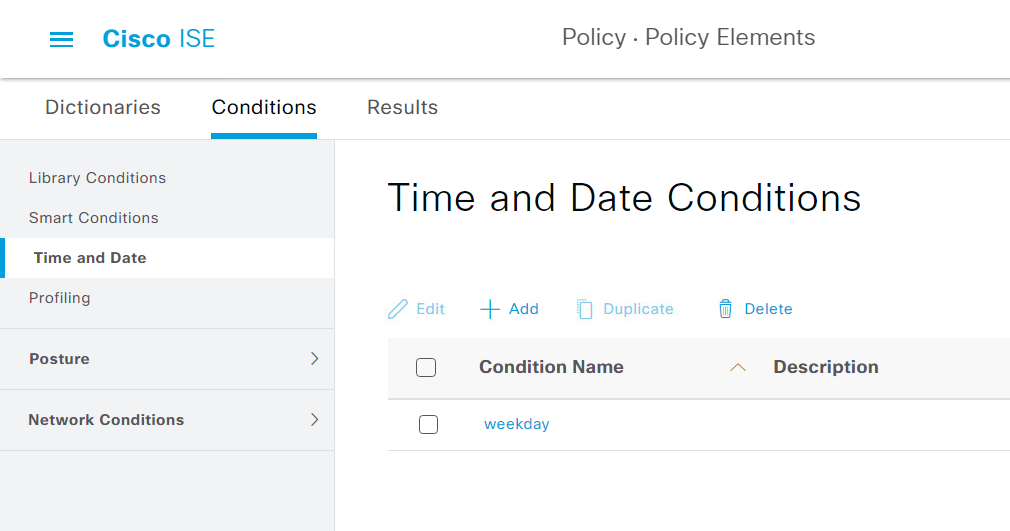 Cisco ISE
Policy · Policy Elements
Dictionaries
Conditions
Results
Library Conditions
Smart Conditions
Time and Date
Profiling
Posture
Network Conditions
Time and Date Conditions
Edit
Add
Duplicate
Delete
Condition Name
Description
weekday